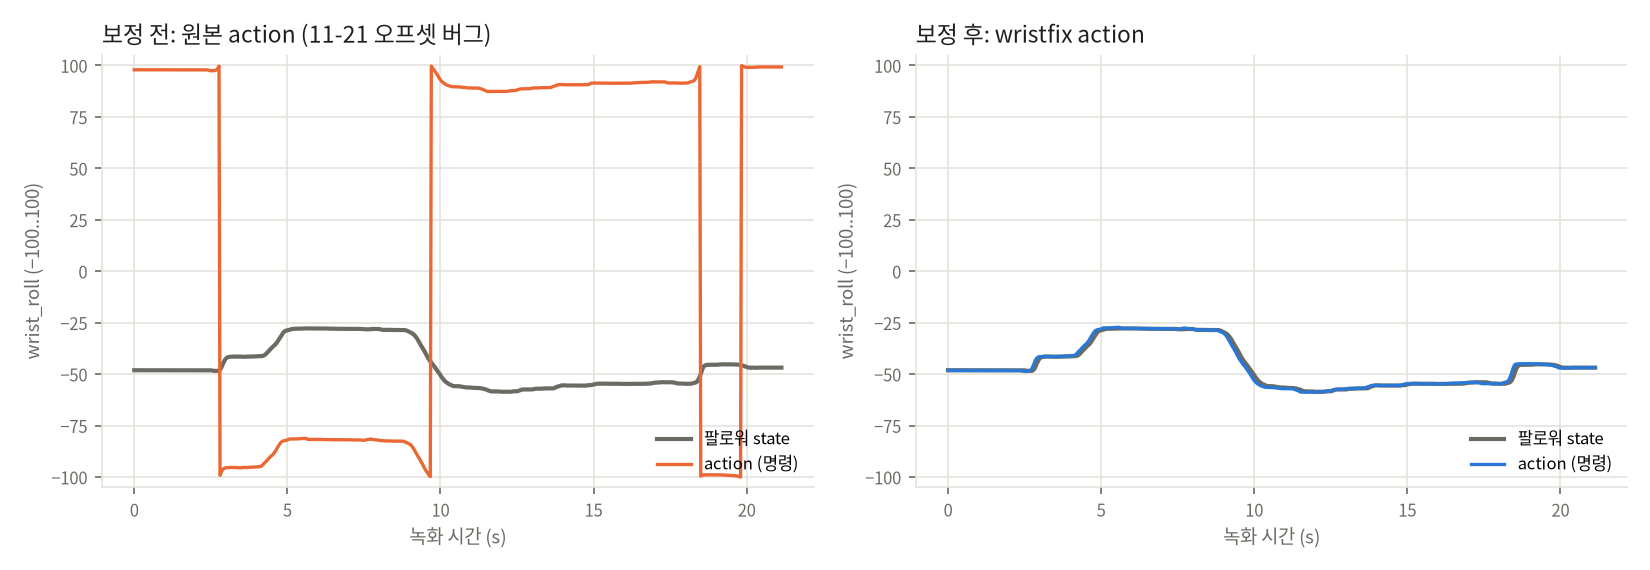 보정 전: 원본 action (11-21 오프셋 버그)
wrist_roll (−100..100)
100
75
50
25
0
−25
−50
−75
−100
팔로워 state
action (명령)
0
5
10
15
20
녹화 시간 (s)
보정 후: wristfix action
wrist_roll (−100..100)
100
75
50
25
0
−25
−50
−75
−100
팔로워 state
action (명령)
0
5
10
15
20
녹화 시간 (s)